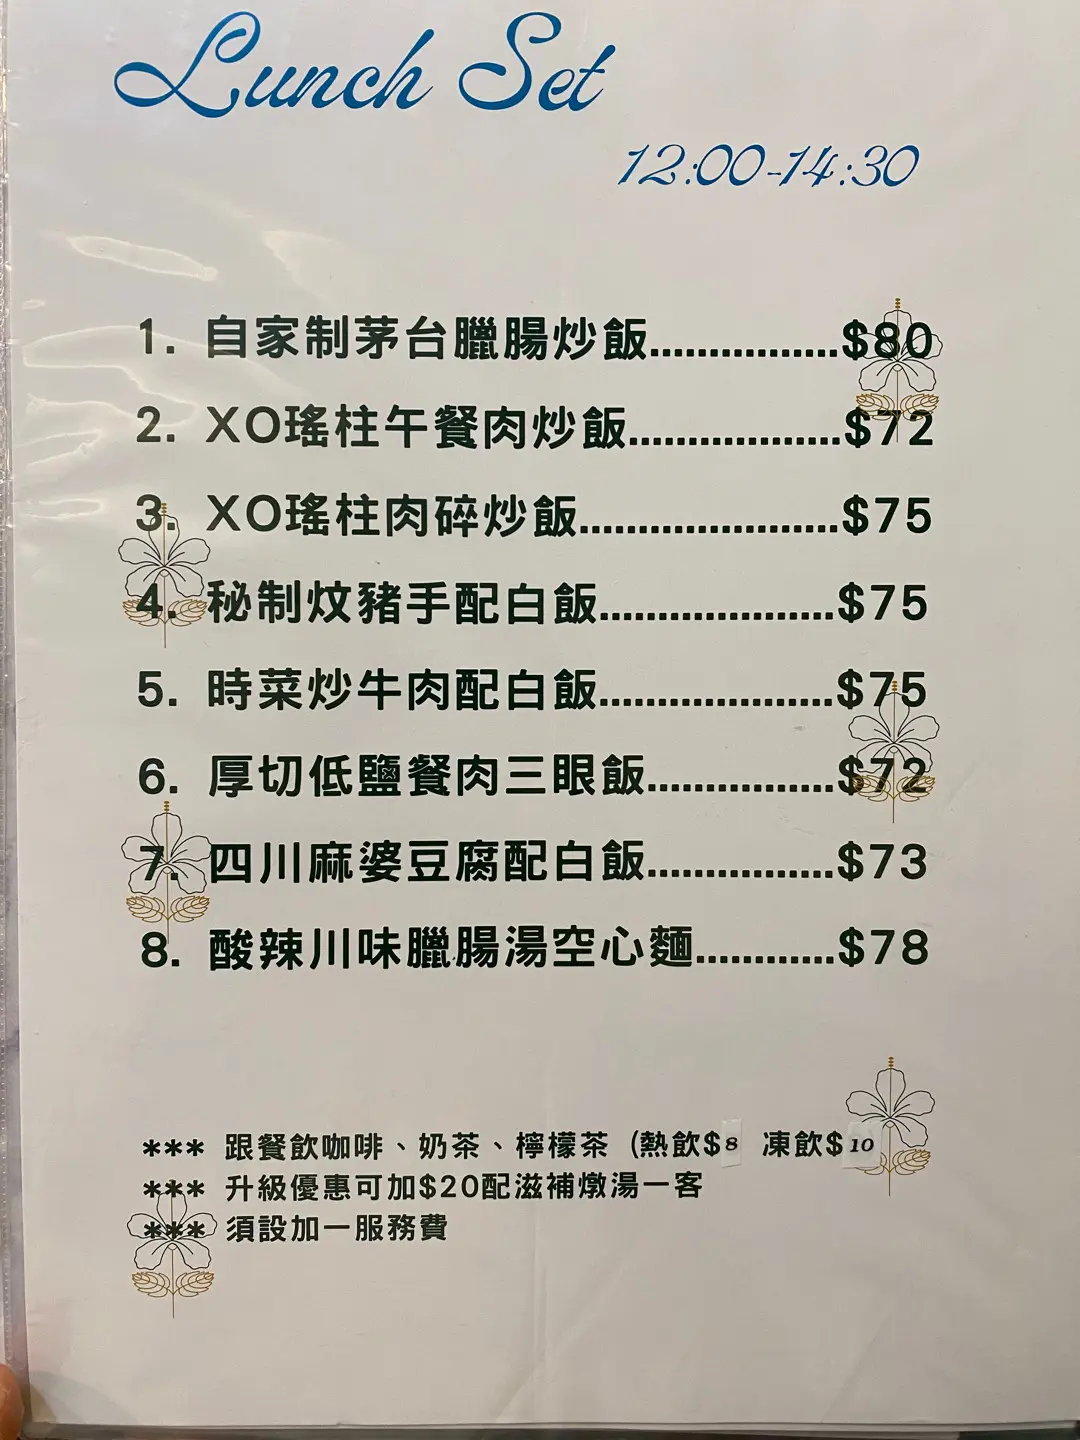 Lunch Set
12:00-14:30
1. 自家制茅台臘腸炒飯................$80
2. XO瑤柱午餐肉炒飯..................$72
3. XO瑤柱肉碎炒飯......................$75
4. 秘制炆豬手配白飯....................$75
5. 時菜炒牛肉配白飯....................$75
6. 厚切低鹽餐肉三眼飯................$72
7. 四川麻婆豆腐配白飯................$73
8. 酸辣川味臘腸湯空心麵............$78
*** 跟餐飲咖啡、奶茶、檸檬茶 (熱飲$8 凍飲$10
*** 升級優惠可加$20配滋補燉湯一客
*** 須設加一服務費